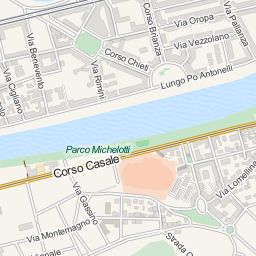 Via Oropa
Via Pallanza
Corso Brianza
Via Vezzolano
Corso Chieti
Via Benevento
Via Rimini
Via Cigliano
Lungo Po Antonelli
Parco Michelotti
Corso Casale
Via Lomellina
Via Gassino
Via Montemagno
Strada